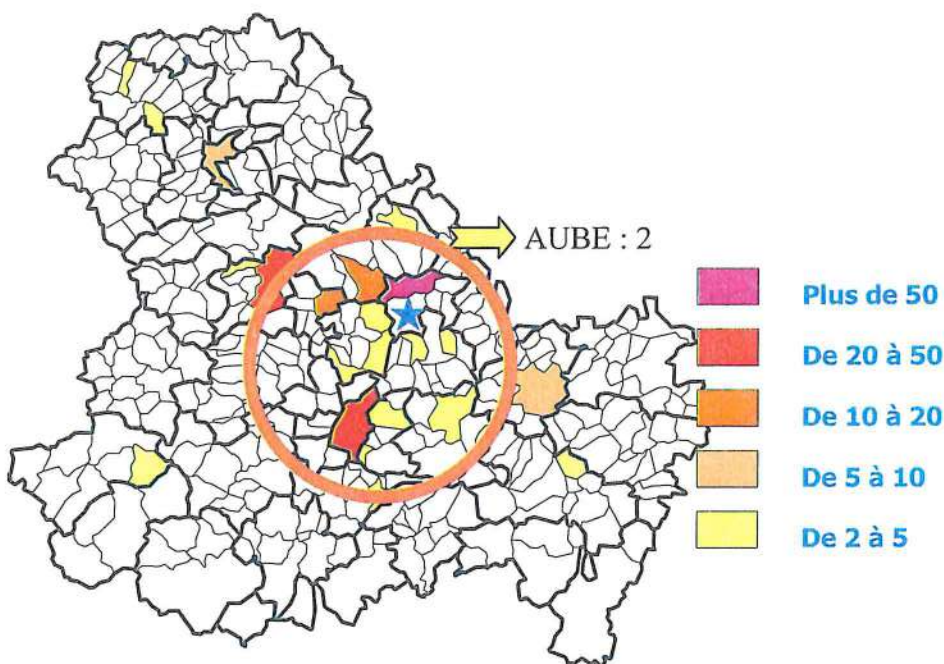 AUBE : 2
Plus de 50
De 20 à 50
De 10 à 20
De 5 à 10
De 2 à 5